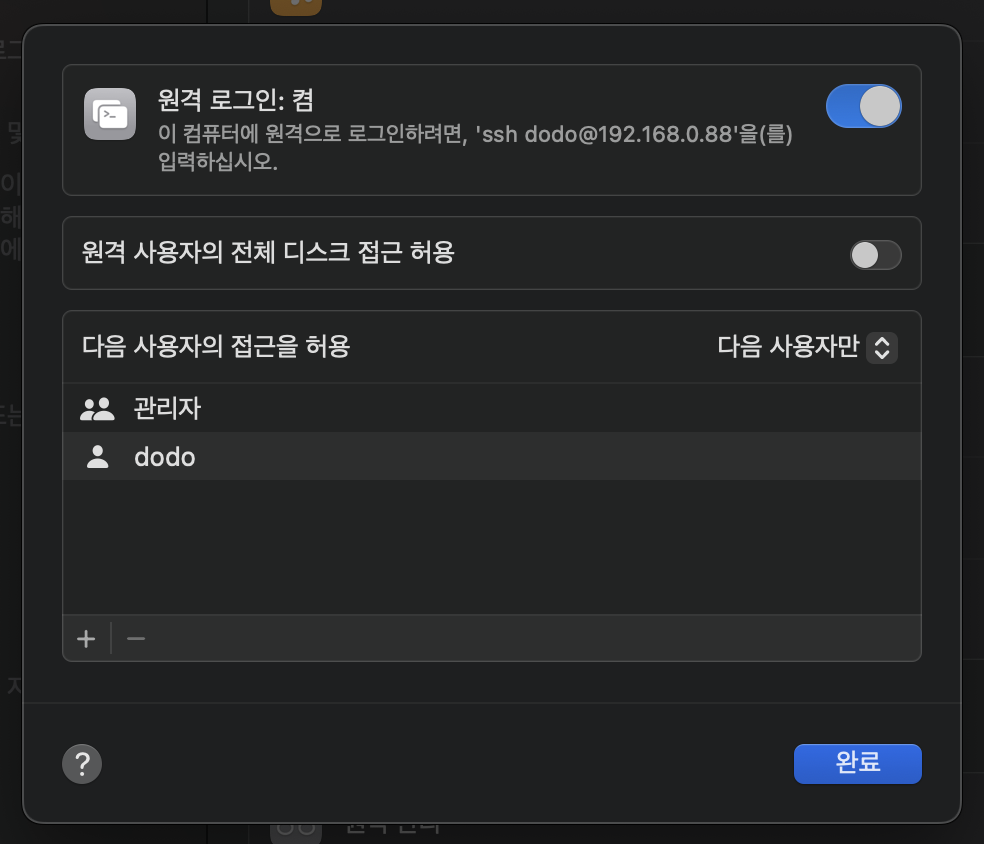 원격 로그인: 켬
이 컴퓨터에 원격으로 로그인하려면, 'ssh dodo@192.168.0.88'을(를)
입력하십시오.
원격 사용자의 전체 디스크 접근 허용
다음 사용자의 접근을 허용 다음 사용자만
관리자
dodo
?
완료